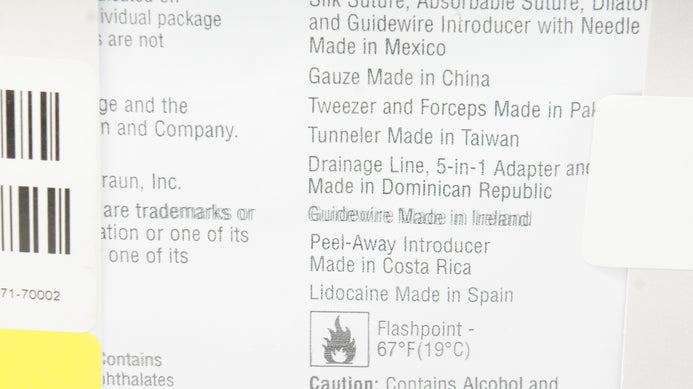 ividual package
s are not
ge and the
n and Company.
raun, Inc.
are trademarks or
ation or one of its
one of its
Contains
phthalates
71-70002
Silk Suture, Absorbable Suture, Dilator
and Guidewire Introducer with Needle
Made in Mexico
Gauze Made in China
Tweezer and Forceps Made in Pak
Tunneler Made in Taiwan
Drainage Line, 5-in-1 Adapter and
Made in Dominican Republic
Guidewire Made in Ireland
Peel-Away Introducer
Made in Costa Rica
Lidocaine Made in Spain
Flashpoint -
67°F(19°C)
Caution: Contains Alcohol and